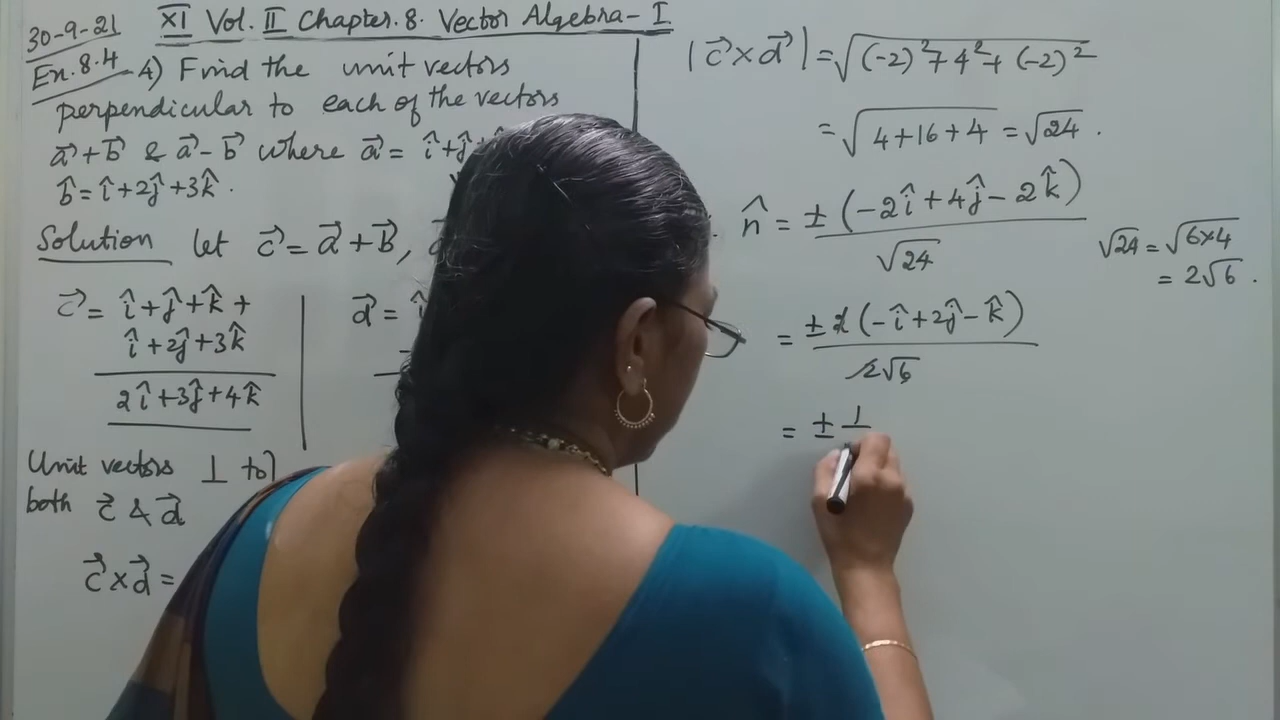 30-9-21
XI Vol. II Chapter. 8. Vector Algebra - I
Ex. 8.4
4) Find the unit vectors
perpendicular to each of the vectors
a⃗ + b⃗ & a⃗ - b⃗ where a⃗ = î + ĵ +
b̂ = î + 2ĵ + 3k̂ .
Solution let c⃗ = a⃗ + b⃗ ,
c⃗ = î + ĵ + k̂ +
î + 2ĵ + 3k̂
2î + 3ĵ + 4k̂
d⃗ =
Unit vectors ⊥ to
both c⃗ & d⃗
c⃗ × d⃗ =
|c⃗ × d⃗| = √(-2)² + 4² + (-2)²
= √4 + 16 + 4 = √24 .
n̂ = ± (-2î + 4ĵ - 2k̂) / √24
= ± 2 (-î + 2ĵ - k̂) / 2√6
= ± 1
√24 = √6×4
= 2√6 .